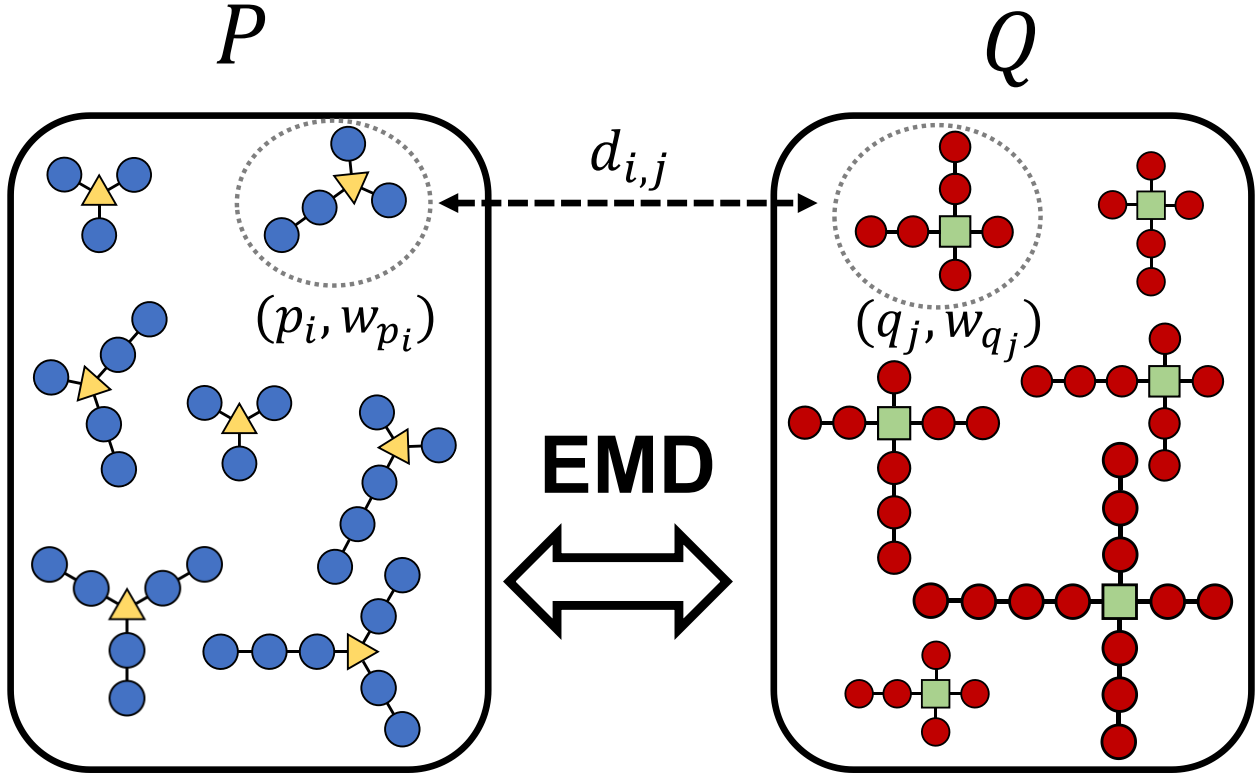 P
Q
d_{i,j}
(p_i, w_{p_i})
(q_j, w_{q_j})
EMD